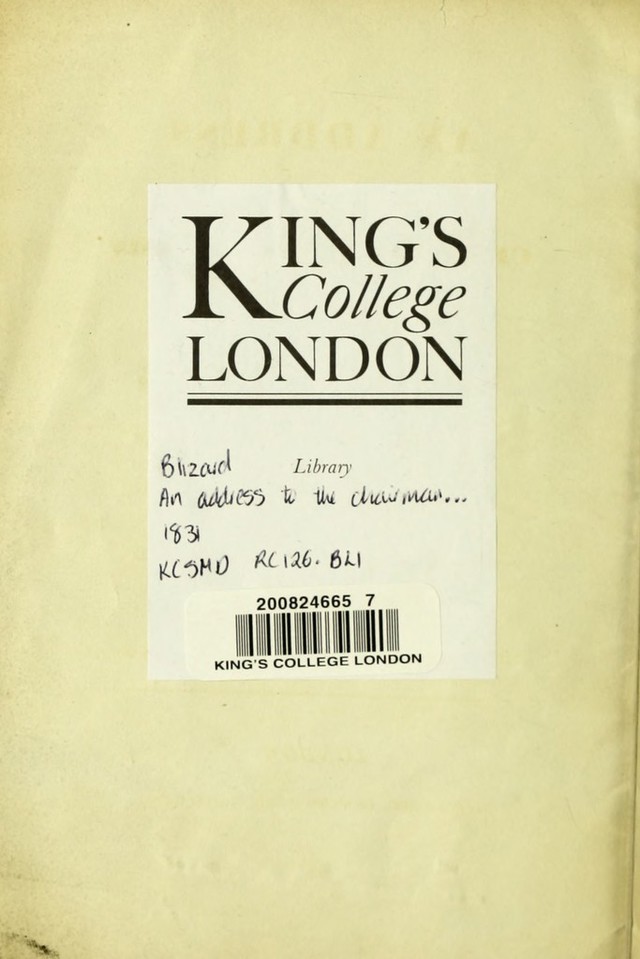 KING'S
College
LONDON
Library
Blizard
An address to the chairman...
1831
KCSMD RC126. BLI
200824665 7
KING'S COLLEGE LONDON